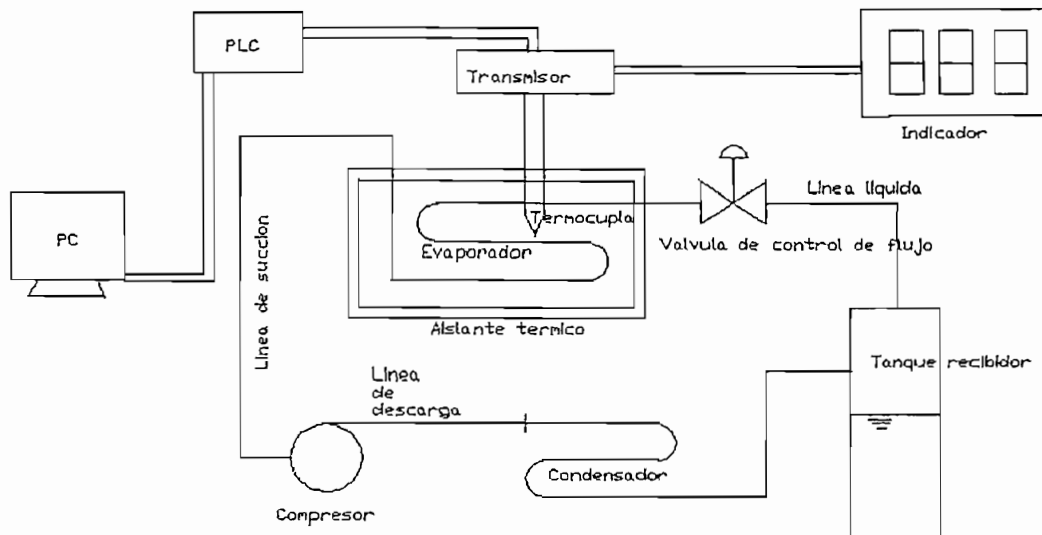 PLC
Transmisor
Indicador
PC
Linea de succion
Termocupla
Evaporador
Aislante termico
Linea liquida
Valvula de control de flujo
Tanque recibidor
Linea
de
descarga
Compresor
Condensador